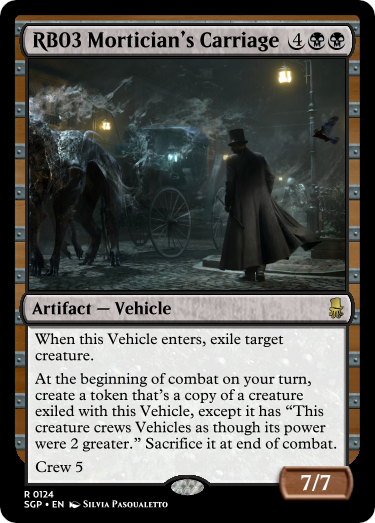 RB03 Mortician's Carriage 4
Artifact — Vehicle
When this Vehicle enters, exile target
creature.
At the beginning of combat on your turn,
create a token that's a copy of a creature
exiled with this Vehicle, except it has “This
creature crews Vehicles as though its power
were 2 greater.” Sacrifice it at end of combat.
Crew 5
7/7
R 0124
SGP • EN Silvia Pasqualetto